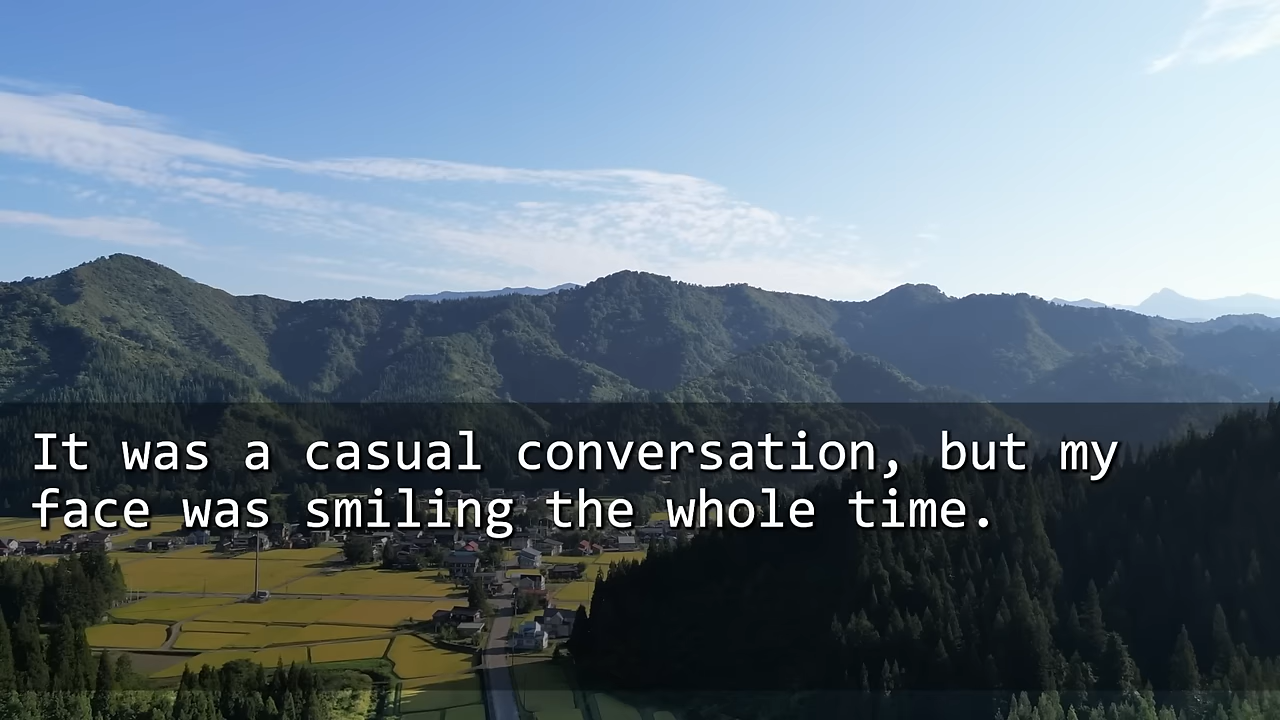 It was a casual conversation, but my
face was smiling the whole time.